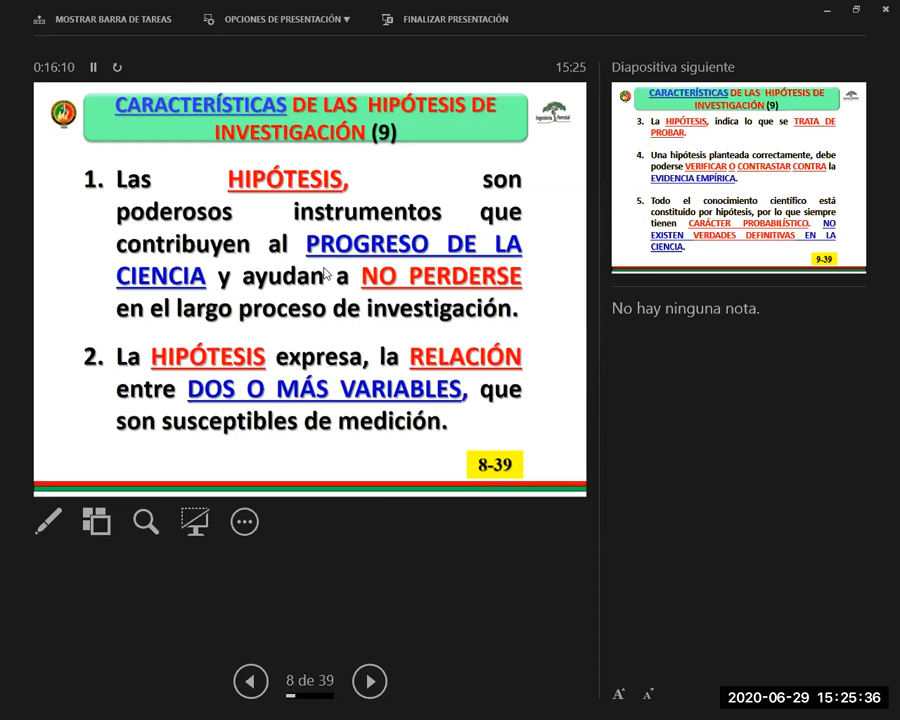 MOSTRAR BARRA DE TAREAS
OPCIONES DE PRESENTACIÓN ▼
FINALIZAR PRESENTACIÓN
0:16:10
15:25
CARACTERÍSTICAS DE LAS HIPÓTESIS DE
INVESTIGACIÓN (9)
1. Las HIPÓTESIS, son
poderosos instrumentos que
contribuyen al PROGRESO DE LA
CIENCIA y ayudan a NO PERDERSE
en el largo proceso de investigación.
2. La HIPÓTESIS expresa, la RELACIÓN
entre DOS O MÁS VARIABLES, que
son susceptibles de medición.
8-39
Ingeniería Forestal
Diapositiva siguiente
CARACTERÍSTICAS DE LAS HIPÓTESIS DE
INVESTIGACIÓN (9)
3. La HIPÓTESIS, indica lo que se TRATA DE
PROBAR.
4. Una hipótesis planteada correctamente, debe
poderse VERIFICAR O CONTRASTAR CONTRA la
EVIDENCIA EMPÍRICA.
5. Todo el conocimiento científico está
constituido por hipótesis, por lo que siempre
tienen CARÁCTER PROBABILÍSTICO. NO
EXISTEN VERDADES DEFINITIVAS EN LA
CIENCIA.
9-39
No hay ninguna nota.
8 de 39
A A
2020-06-29 15:25:36